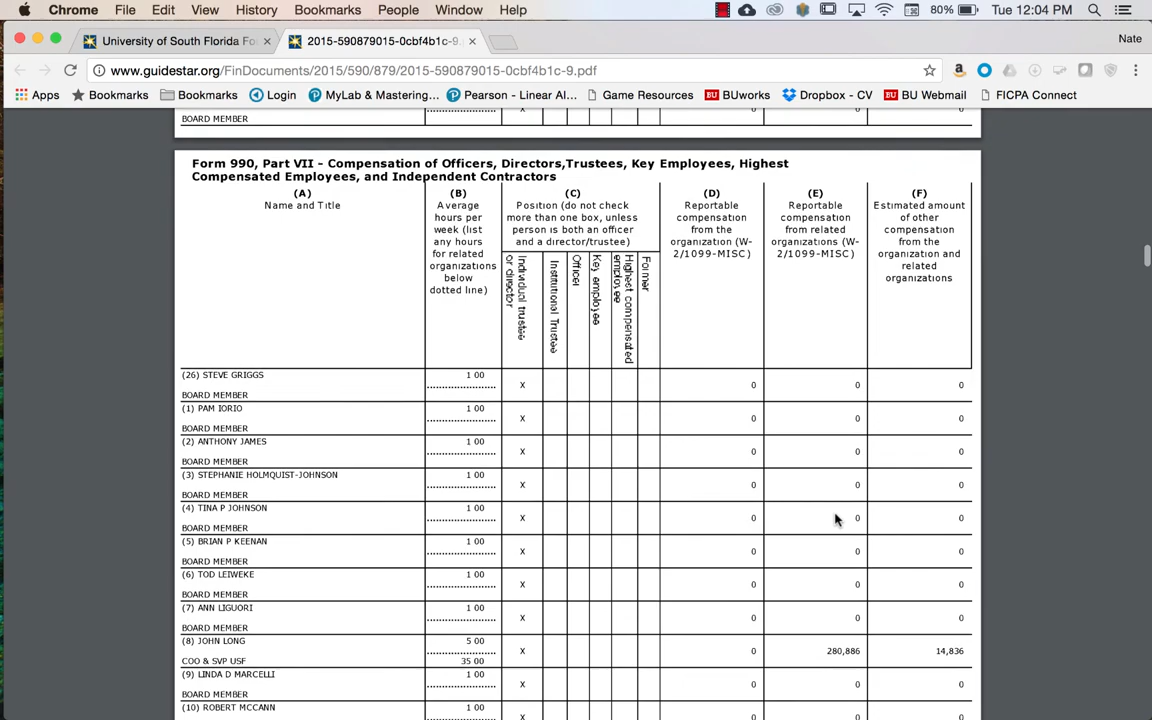 Chrome File Edit View History Bookmarks People Window Help 80% Tue 12:04 PM
University of South Florida Fo × 2015-590879015-0cbf4b1c-9. ×
Nate
www.guidestar.org/FinDocuments/2015/590/879/2015-590879015-0cbf4b1c-9.pdf
Apps Bookmarks Bookmarks Login MyLab & Mastering... Pearson - Linear Al... Game Resources BUworks Dropbox - CV BU Webmail FICPA Connect
BOARD MEMBER X
Form 990, Part VII - Compensation of Officers, Directors,Trustees, Key Employees, Highest
Compensated Employees, and Independent Contractors
(A)
Name and Title
(B)
Average
hours per
week (list
any hours
for related
organizations
below
dotted line)
(C)
Position (do not check
more than one box, unless
person is both an officer
and a director/trustee)
Individual trustee
or director
Institutional Trustee
Officer
Key employee
Highest compensated
employee
Former
(D)
Reportable
compensation
from the
organization (W-
2/1099-MISC)
(E)
Reportable
compensation
from related
organizations (W-
2/1099-MISC)
(F)
Estimated amount
of other
compensation
from the
organization and
related
organizations
(26) STEVE GRIGGS 1 00
X 0 0 0
BOARD MEMBER
(1) PAM IORIO 1 00
X 0 0 0
BOARD MEMBER
(2) ANTHONY JAMES 1 00
X 0 0 0
BOARD MEMBER
(3) STEPHANIE HOLMQUIST-JOHNSON 1 00
X 0 0 0
BOARD MEMBER
(4) TINA P JOHNSON 1 00
X 0 0 0
BOARD MEMBER
(5) BRIAN P KEENAN 1 00
X 0 0 0
BOARD MEMBER
(6) TOD LEIWEKE 1 00
X 0 0 0
BOARD MEMBER
(7) ANN LIGUORI 1 00
X 0 0 0
BOARD MEMBER
(8) JOHN LONG 5 00
X 0 280,886 14,836
COO & SVP USF 35 00
(9) LINDA D MARCELLI 1 00
X 0 0 0
BOARD MEMBER
(10) ROBERT MCCANN 1 00
X 0 0 0